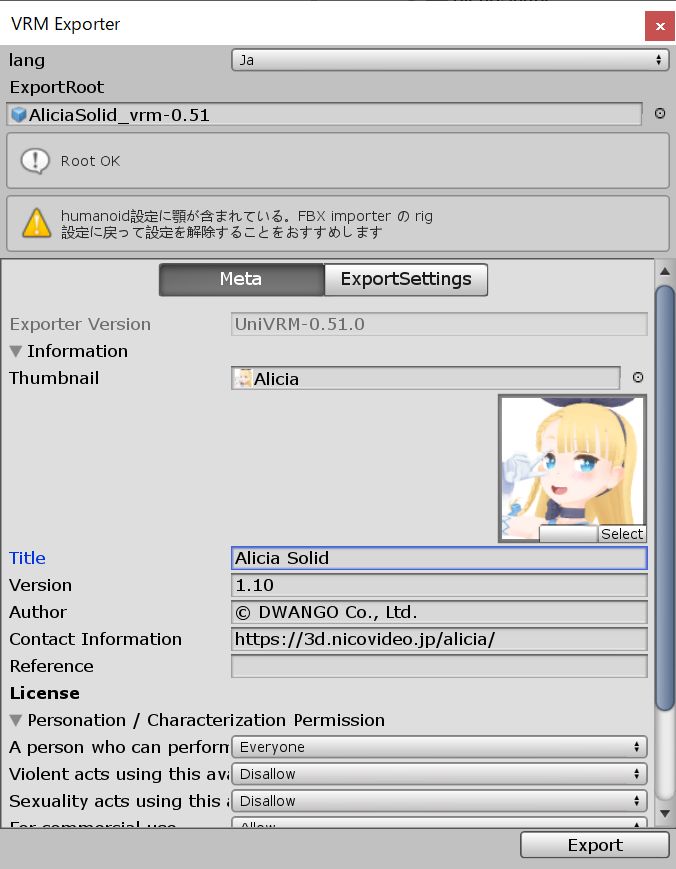 VRM Exporter
lang Ja
ExportRoot
AliciaSolid_vrm-0.51
Root OK
humanoid設定に顎が含まれている。FBX importer の rig
設定に戻って設定を解除することをおすすめします
Meta ExportSettings
Exporter Version UniVRM-0.51.0
Information
Thumbnail Alicia
Select
Title Alicia Solid
Version 1.10
Author © DWANGO Co., Ltd.
Contact Information https://3d.nicovideo.jp/alicia/
Reference
License
Personation / Characterization Permission
A person who can perform Everyone
Violent acts using this ava Disallow
Sexuality acts using this a Disallow
For commercial use Allow
Export